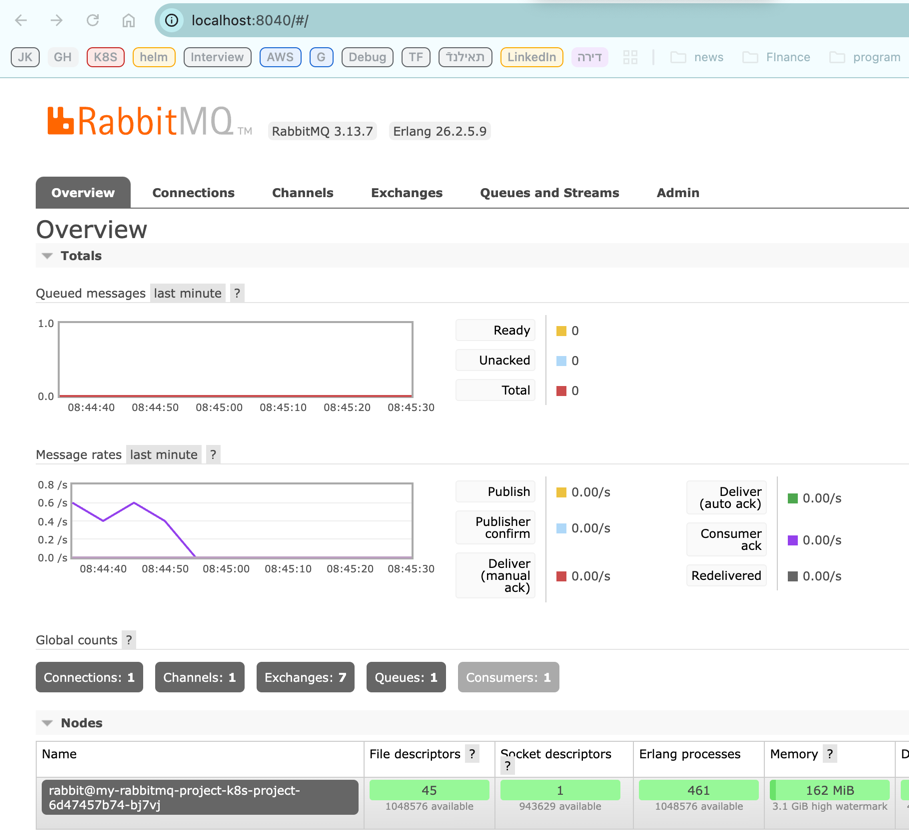 localhost:8040/#/
JK GH K8S helm Interview AWS G Debug TF תאילנד LinkedIn דירה news FInance program
RabbitMQ TM RabbitMQ 3.13.7 Erlang 26.2.5.9
Overview Connections Channels Exchanges Queues and Streams Admin
Overview
Totals
Queued messages last minute ?
1.0
0.0
08:44:40 08:44:50 08:45:00 08:45:10 08:45:20 08:45:30
Ready 0
Unacked 0
Total 0
Message rates last minute ?
0.8 /s
0.6 /s
0.4 /s
0.2 /s
0.0 /s
08:44:40 08:44:50 08:45:00 08:45:10 08:45:20 08:45:30
Publish 0.00/s
Publisher
confirm 0.00/s
Deliver
(manual
ack) 0.00/s
Deliver
(auto ack) 0.00/s
Consumer
ack 0.00/s
Redelivered 0.00/s
Global counts ?
Connections: 1 Channels: 1 Exchanges: 7 Queues: 1 Consumers: 1
Nodes
Name File descriptors ? Socket descriptors ? Erlang processes Memory ? D
rabbit@my-rabbitmq-project-k8s-project-
6d47457b74-bj7vj
45 1 461 162 MiB
1048576 available 943629 available 1048576 available 3.1 GiB high watermark